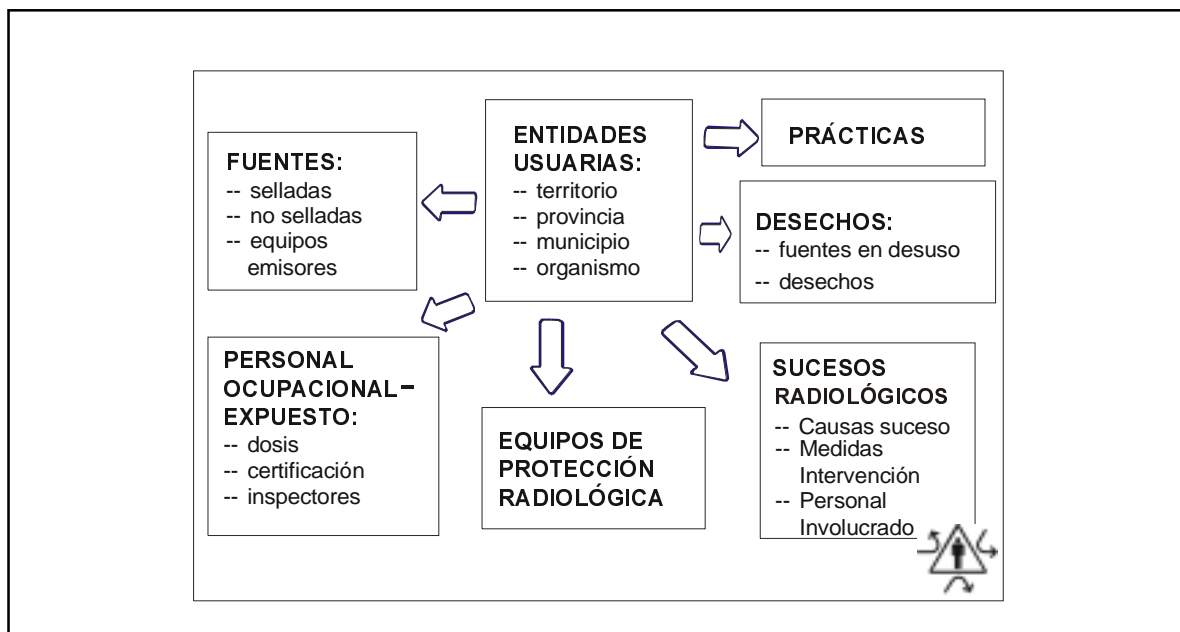 FUENTES:
-- selladas
-- no selladas
-- equipos
emisores
ENTIDADES
USUARIAS:
-- territorio
-- provincia
-- municipio
-- organismo
PRÁCTICAS
DESECHOS:
-- fuentes en desuso
-- desechos
PERSONAL
OCUPACIONAL–
EXPUESTO:
-- dosis
-- certificación
-- inspectores
EQUIPOS DE
PROTECCIÓN
RADIOLÓGICA
SUCESOS
RADIOLÓGICOS
-- Causas suceso
-- Medidas
Intervención
-- Personal
Involucrado